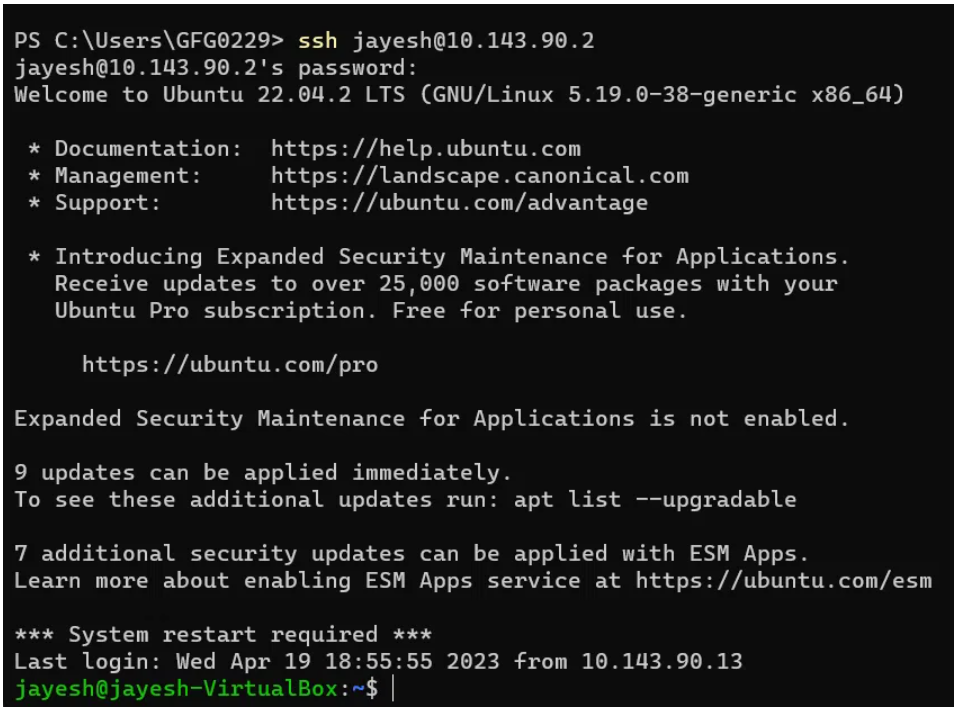 PS C:\Users\GFG0229> ssh jayesh@10.143.90.2
jayesh@10.143.90.2's password:
Welcome to Ubuntu 22.04.2 LTS (GNU/Linux 5.19.0-38-generic x86_64)
* Documentation:  https://help.ubuntu.com
* Management:     https://landscape.canonical.com
* Support:        https://ubuntu.com/advantage
* Introducing Expanded Security Maintenance for Applications.
Receive updates to over 25,000 software packages with your
Ubuntu Pro subscription. Free for personal use.
https://ubuntu.com/pro
Expanded Security Maintenance for Applications is not enabled.
9 updates can be applied immediately.
To see these additional updates run: apt list --upgradable
7 additional security updates can be applied with ESM Apps.
Learn more about enabling ESM Apps service at https://ubuntu.com/esm
*** System restart required ***
Last login: Wed Apr 19 18:55:55 2023 from 10.143.90.13
jayesh@jayesh-VirtualBox:~$